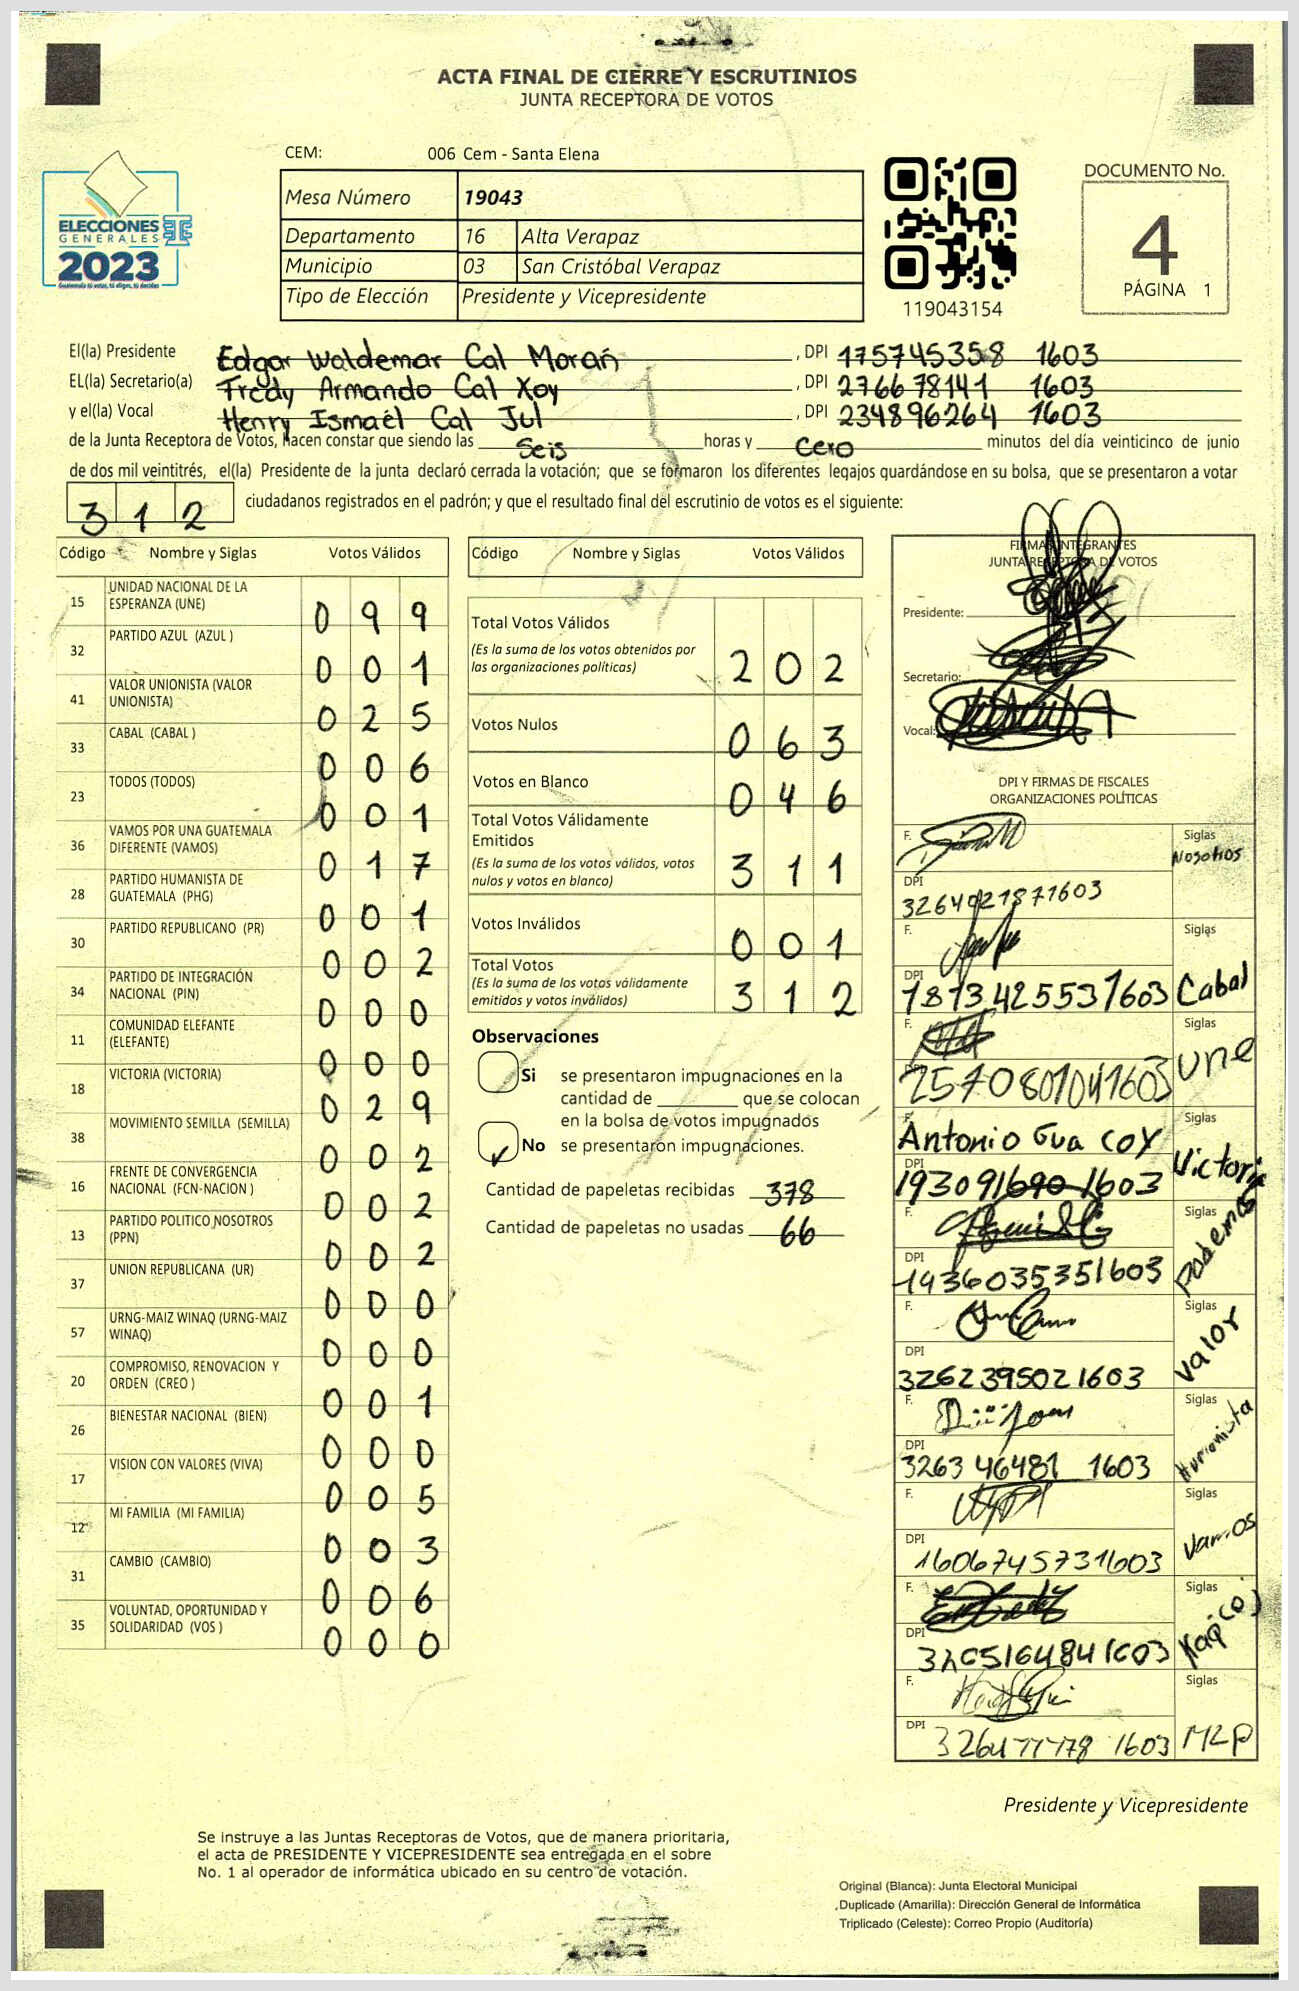 ACTA FINAL DE CIERRE Y ESCRUTINIOS
JUNTA RECEPTORA DE VOTOS
CEM: 006 Cem - Santa Elena
DOCUMENTO No.
4
PÁGINA 1
ELECCIONES
GENERALES
2023
Guatemala tú votas, tú eliges, tú decides
Mesa Número 19043
Departamento 16 Alta Verapaz
Municipio 03 San Cristóbal Verapaz
Tipo de Elección Presidente y Vicepresidente
119043154
El(la) Presidente Edgar Waldemar Cal Morán , DPI 175745358 1603
EL(la) Secretario(a) Fredy Armando Cal Xoy , DPI 276678141 1603
y el(la) Vocal Henry Ismael Cal Jul , DPI 234896264 1603
de la Junta Receptora de Votos, hacen constar que siendo las Seis horas y Cero minutos del día veinticinco de junio
de dos mil veintitrés, el(la) Presidente de la junta declaró cerrada la votación; que se formaron los diferentes legajos guardándose en su bolsa, que se presentaron a votar
312 ciudadanos registrados en el padrón; y que el resultado final del escrutinio de votos es el siguiente:
Código Nombre y Siglas Votos Válidos
15 UNIDAD NACIONAL DE LA ESPERANZA (UNE) 099
32 PARTIDO AZUL (AZUL ) 001
41 VALOR UNIONISTA (VALOR UNIONISTA) 025
33 CABAL (CABAL ) 006
23 TODOS (TODOS) 001
36 VAMOS POR UNA GUATEMALA DIFERENTE (VAMOS) 017
28 PARTIDO HUMANISTA DE GUATEMALA (PHG) 001
30 PARTIDO REPUBLICANO (PR) 002
34 PARTIDO DE INTEGRACIÓN NACIONAL (PIN) 000
11 COMUNIDAD ELEFANTE (ELEFANTE) 000
18 VICTORIA (VICTORIA) 029
38 MOVIMIENTO SEMILLA (SEMILLA) 002
16 FRENTE DE CONVERGENCIA NACIONAL (FCN-NACION ) 002
13 PARTIDO POLITICO NOSOTROS (PPN) 002
37 UNION REPUBLICANA (UR) 000
57 URNG-MAIZ WINAQ (URNG-MAIZ WINAQ) 000
20 COMPROMISO, RENOVACION Y ORDEN (CREO ) 001
26 BIENESTAR NACIONAL (BIEN) 000
17 VISION CON VALORES (VIVA) 005
12 MI FAMILIA (MI FAMILIA) 003
31 CAMBIO (CAMBIO) 006
35 VOLUNTAD, OPORTUNIDAD Y SOLIDARIDAD (VOS ) 000
Código Nombre y Siglas Votos Válidos
Total Votos Válidos 202
(Es la suma de los votos obtenidos por
las organizaciones políticas)
Votos Nulos 063
Votos en Blanco 046
Total Votos Válidamente
Emitidos 311
(Es la suma de los votos válidos, votos
nulos y votos en blanco)
Votos Inválidos 001
Total Votos 312
(Es la suma de los votos válidamente
emitidos y votos inválidos)
Observaciones
Si se presentaron impugnaciones en la
cantidad de ________ que se colocan
en la bolsa de votos impugnados
No se presentaron impugnaciones.
Cantidad de papeletas recibidas 378
Cantidad de papeletas no usadas 66
FIRMAS INTEGRANTES
JUNTA RECEPTORA DE VOTOS
Presidente:
Secretario:
Vocal:
DPI Y FIRMAS DE FISCALES
ORGANIZACIONES POLÍTICAS
F. Siglas Nosotros
DPI 3264021871603
F. Siglas Cabal
DPI 1813425531603
F. Siglas une
DPI 2570801041603
F. Antonio Gua Coy Siglas Victoria
DPI 1930916901603
F. Siglas Podemos
DPI 1936035351603
F. Siglas Valor
DPI 3262395021603
F. Siglas Humanista
DPI 326346481 1603
F. Siglas Vamos
DPI 1606745731603
F. Siglas
DPI
F. Siglas MLP
DPI 1603
Presidente y Vicepresidente
Se instruye a las Juntas Receptoras de Votos, que de manera prioritaria,
el acta de PRESIDENTE Y VICEPRESIDENTE sea entregada en el sobre
No. 1 al operador de informática ubicado en su centro de votación.
Original (Blanca): Junta Electoral Municipal
Duplicado (Amarilla): Dirección General de Informática
Triplicado (Celeste): Correo Propio (Auditoría)